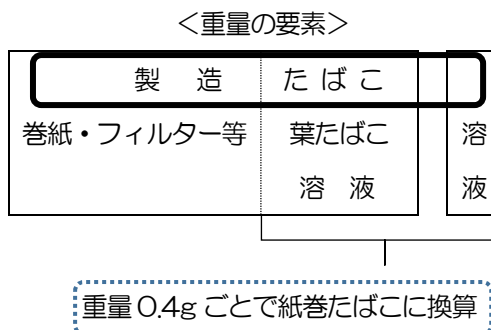 ＜重量の要素＞
製　造　たばこ
巻紙・フィルター等　葉たばこ　溶
溶　液　液
重量0.4gごとで紙巻たばこに換算